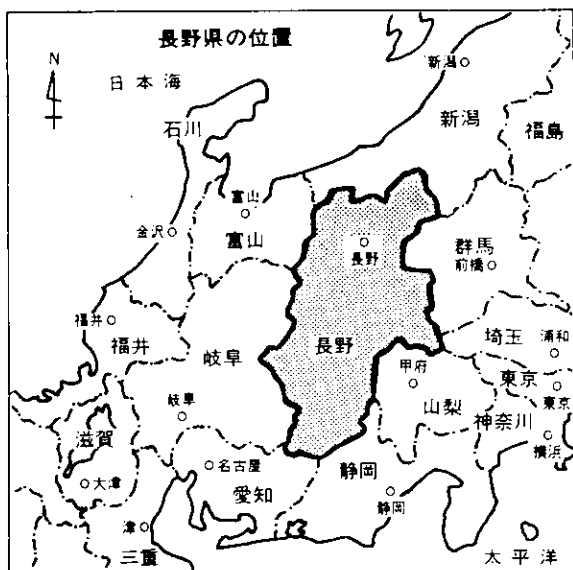 長野県の位置
N
日本海
新潟
新潟
石川
福島
富山
富山
金沢
長野
群馬
前橋
福井
福井
岐阜
長野
埼玉
浦和
甲府
東京
東京
岐阜
山梨
神奈川
横浜
滋賀
大津
名古屋
愛知
静岡
静岡
津
三重
太平洋